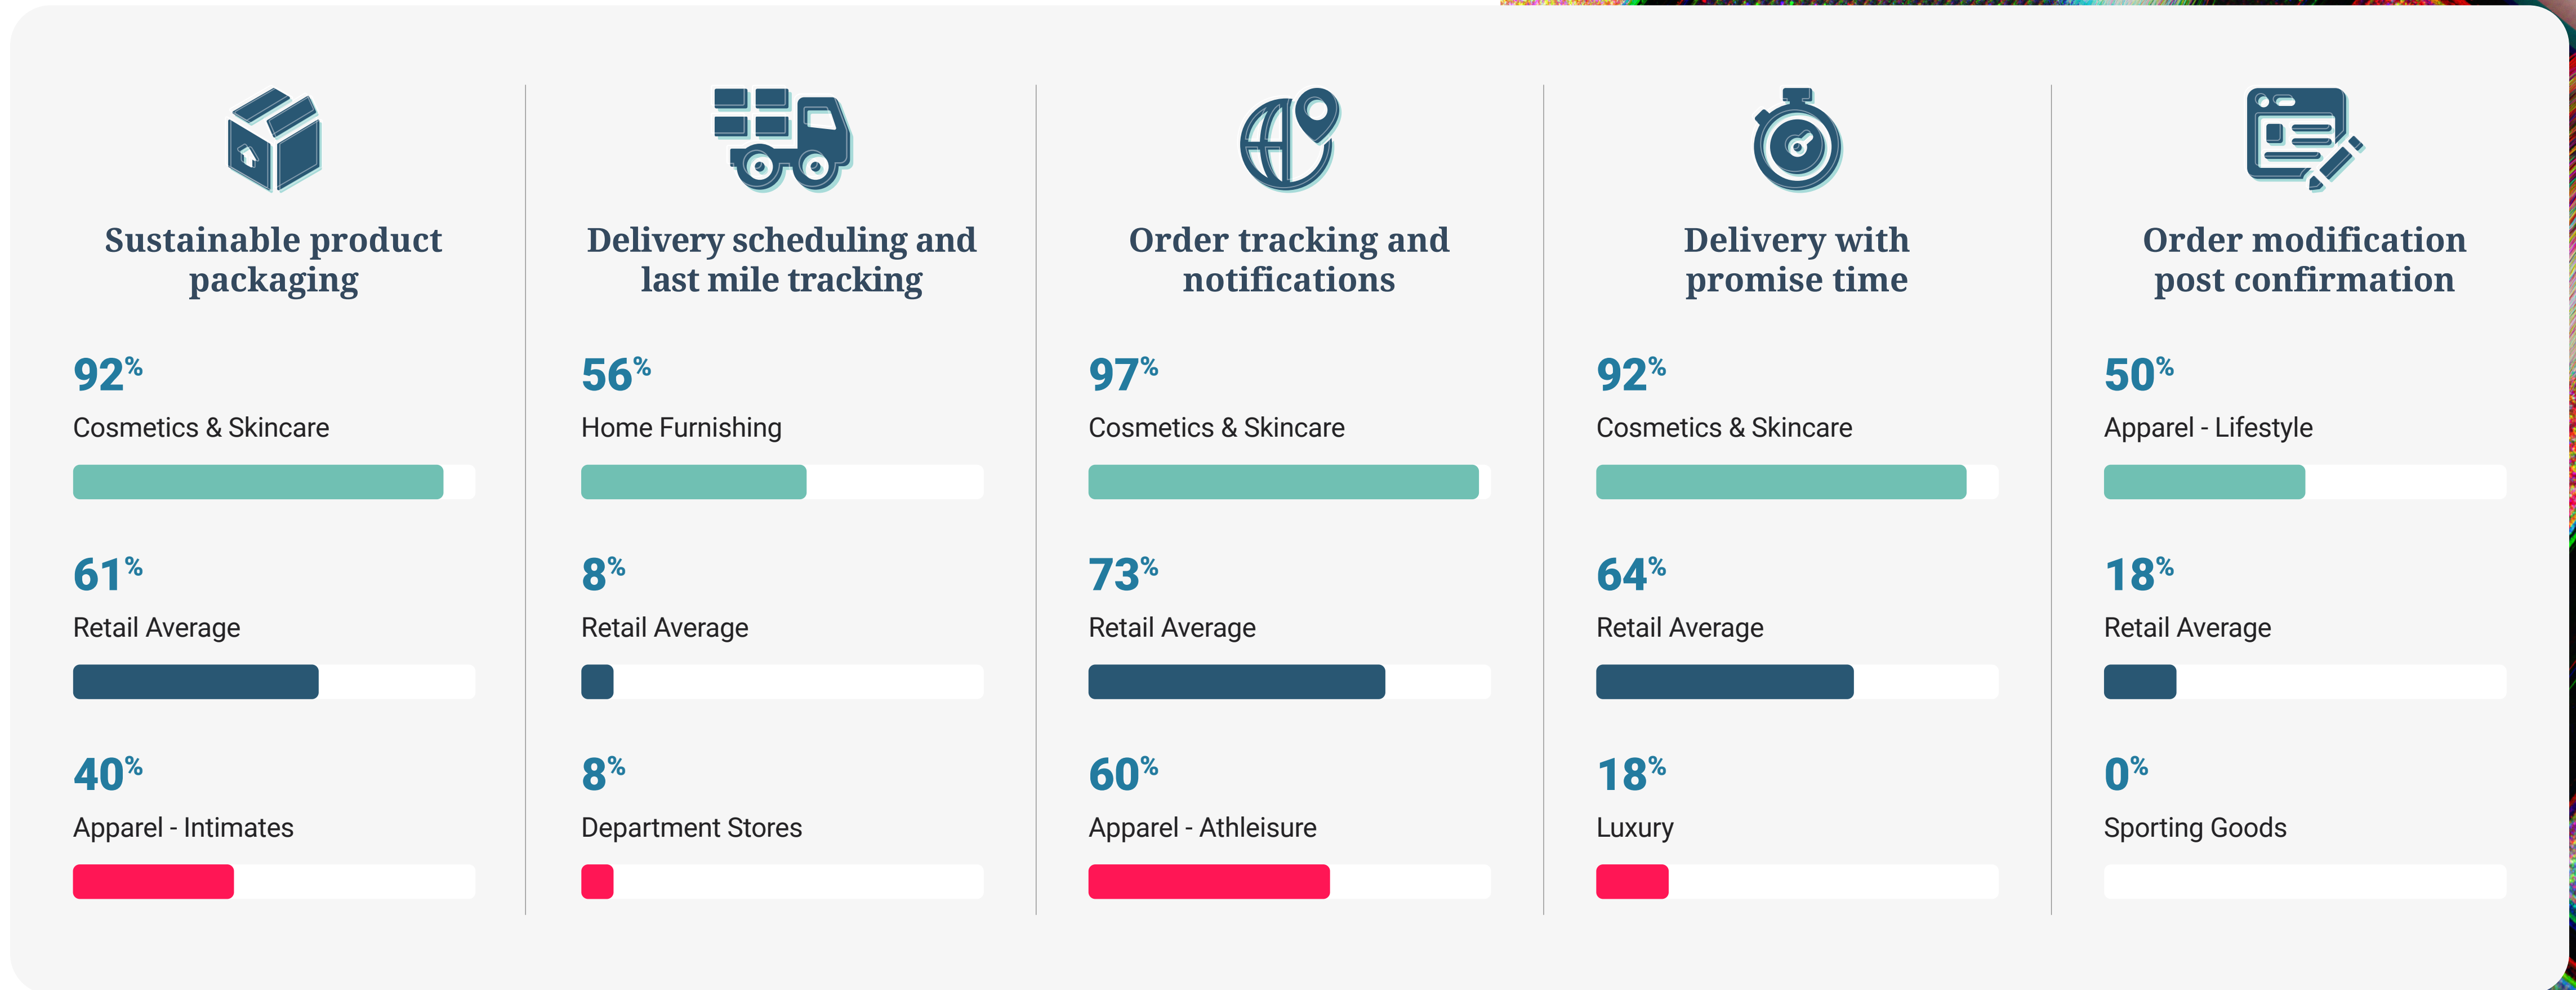 Sustainable product
packaging
92%
Cosmetics & Skincare
61%
Retail Average
40%
Apparel - Intimates
Delivery scheduling and
last mile tracking
56%
Home Furnishing
8%
Retail Average
8%
Department Stores
Order tracking and
notifications
97%
Cosmetics & Skincare
73%
Retail Average
60%
Apparel - Athleisure
Delivery with
promise time
92%
Cosmetics & Skincare
64%
Retail Average
18%
Luxury
Order modification
post confirmation
50%
Apparel - Lifestyle
18%
Retail Average
0%
Sporting Goods